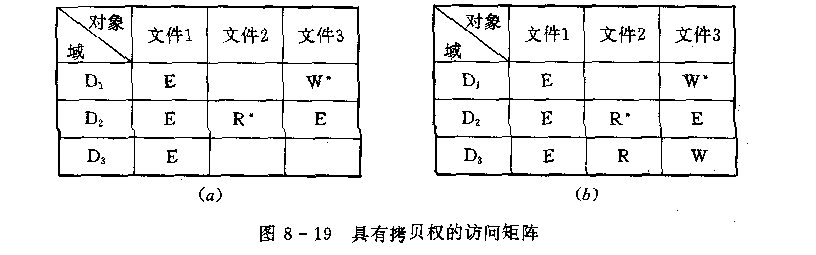 对象 文件1 文件2 文件3
域
D₁ E W*
D₂ E R* E
D₃ E
(a)
对象 文件1 文件2 文件3
域
D₁ E W*
D₂ E R* E
D₃ E R W
(b)
图 8-19 具有拷贝权的访问矩阵